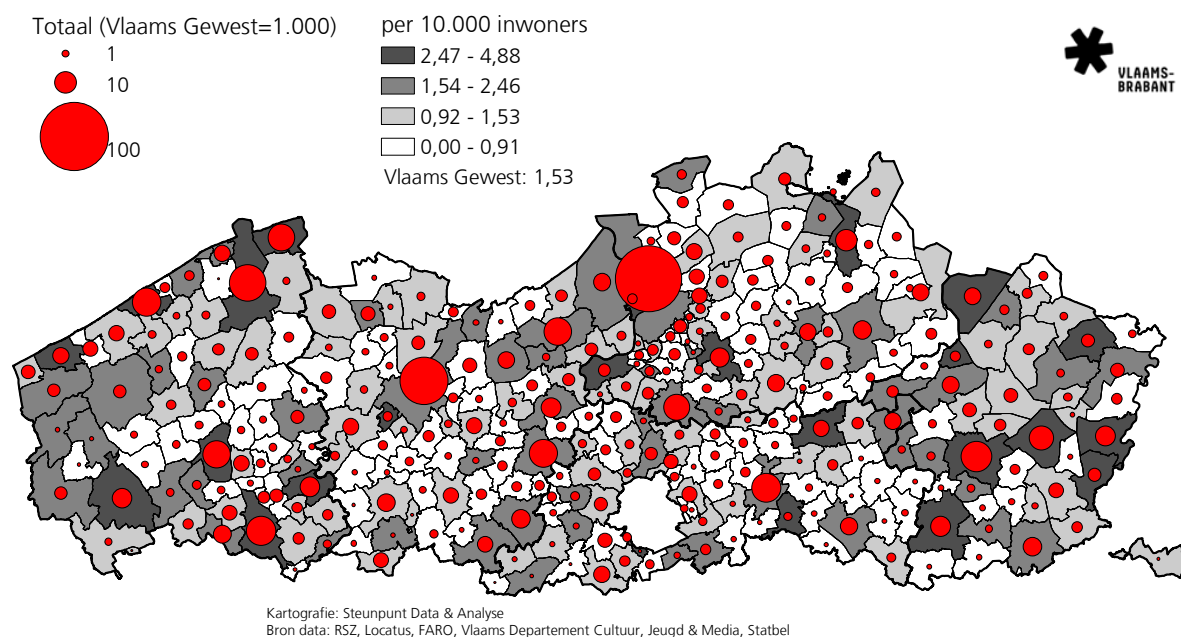 Totaal (Vlaams Gewest=1.000)
1
10
100
per 10.000 inwoners
2,47 - 4,88
1,54 - 2,46
0,92 - 1,53
0,00 - 0,91
Vlaams Gewest: 1,53
VLAAMS-
BRABANT
Kartografie: Steunpunt Data & Analyse
Bron data: RSZ, Locatus, FARO, Vlaams Departement Cultuur, Jeugd & Media, Statbel